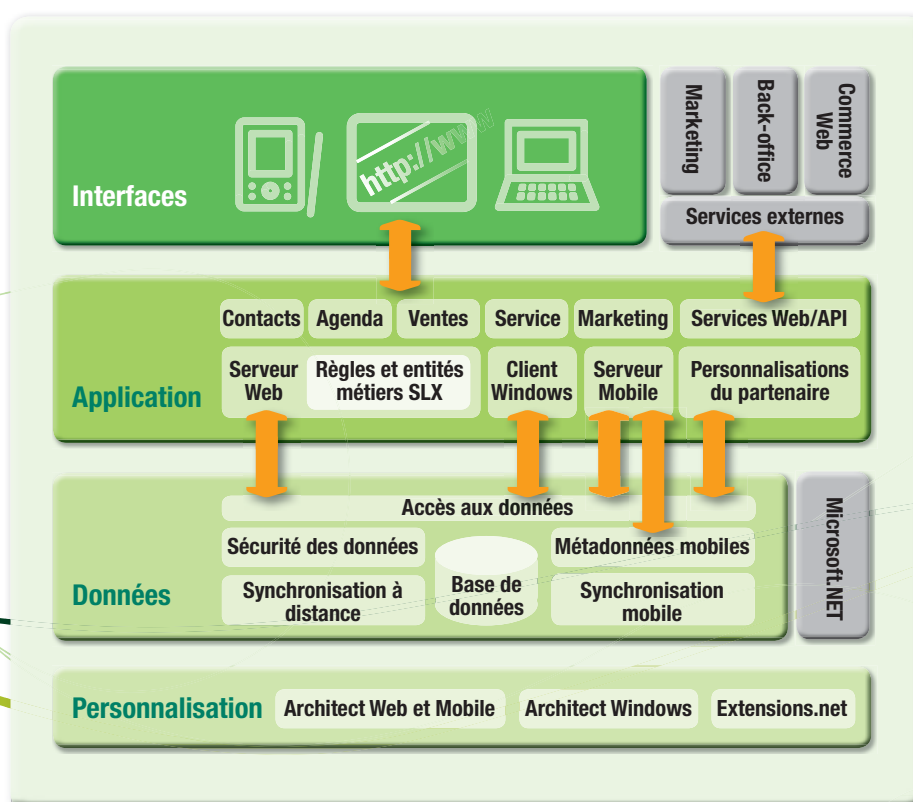 Interfaces
http://www
Marketing
Back-office
Commerce
Web
Services externes
Application
Contacts
Agenda
Ventes
Service
Marketing
Services Web/API
Serveur
Web
Règles et entités
métiers SLX
Client
Windows
Serveur
Mobile
Personnalisations
du partenaire
Données
Accès aux données
Sécurité des données
Base de
données
Métadonnées mobiles
Synchronisation à
distance
Synchronisation
mobile
Microsoft.NET
Personnalisation
Architect Web et Mobile
Architect Windows
Extensions.net